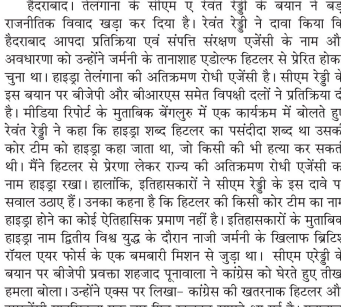 हैदराबाद। तेलंगाना के सीएम ए रेवंत रेड्डी के बयान ने बड़
राजनीतिक विवाद खड़ा कर दिया है। रेवंत रेड्डी ने दावा किया वि
हैदराबाद आपदा प्रतिक्रिया एवं संपत्ति संरक्षण एजेंसी के नाम औ
अवधारणा को उन्होंने जर्मनी के तानाशाह एडोल्फ हिटलर से प्रेरित होक
चुना था। हाइड्रा तेलंगाना की अतिक्रमण रोधी एजेंसी है। सीएम रेड्डी वे
इस बयान पर बीजेपी और बीआरएस समेत विपक्षी दलों ने प्रतिक्रिया द
है। मीडिया रिपोर्ट के मुताबिक बेंगलुरु में एक कार्यक्रम में बोलते हु
रेवंत रेड्डी ने कहा कि हाइड्रा शब्द हिटलर का पसंदीदा शब्द था उसक
कोर टीम को हाइड्रा कहा जाता था, जो किसी की भी हत्या कर सकत
थी। मैंने हिटलर से प्रेरणा लेकर राज्य की अतिक्रमण रोधी एजेंसी क
नाम हाइड्रा रखा। हालांकि, इतिहासकारों ने सीएम रेड्डी के इस दावे प
सवाल उठाए हैं। उनका कहना है कि हिटलर की किसी कोर टीम का ना
हाइड्रा होने का कोई ऐतिहासिक प्रमाण नहीं है। इतिहासकारों के मुताबिव
हाइड्रा नाम द्वितीय विश्व युद्ध के दौरान नाजी जर्मनी के खिलाफ ब्रिटि
रॉयल एयर फोर्स के एक बमबारी मिशन से जुड़ा था। सीएम एरेड्डी वे
बयान पर बीजेपी प्रवक्ता शहजाद पूनावाला ने कांग्रेस को घेरते हुए तीख
हमला बोला। उन्होंने एक्स पर लिखा- कांग्रेस की खतरनाक हिटलर औ